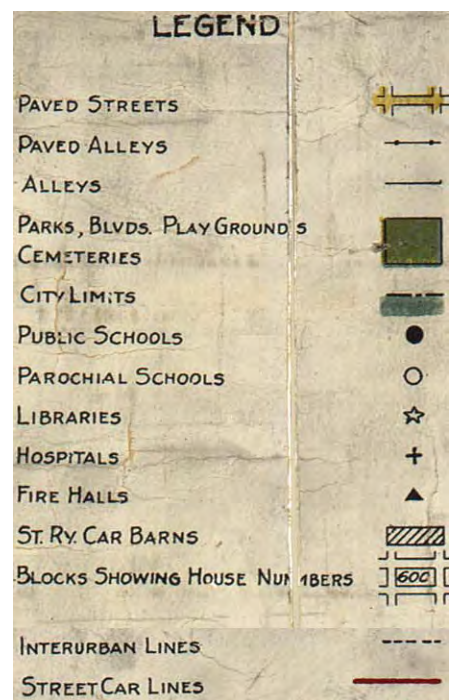 LEGEND
PAVED STREETS
PAVED ALLEYS
ALLEYS
PARKS, BLVDS. PLAY GROUNDS
CEMETERIES
CITY LIMITS
PUBLIC SCHOOLS
PAROCHIAL SCHOOLS
LIBRARIES
HOSPITALS
FIRE HALLS
ST. RY. CAR BARNS
BLOCKS SHOWING HOUSE NUMBERS 600
INTERURBAN LINES
STREET CAR LINES